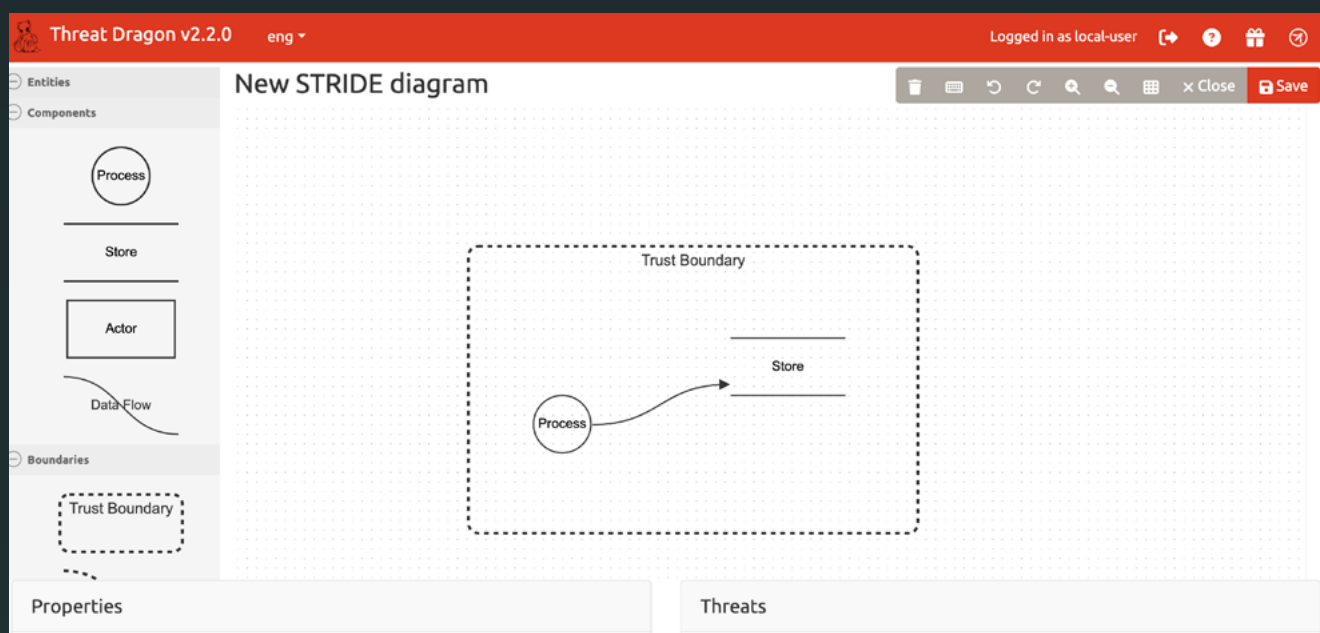 Threat Dragon v2.2.0
eng
Logged in as local-user
Entities
Components
Process
Store
Actor
Data Flow
Boundaries
Trust Boundary
New STRIDE diagram
Close
Save
Trust Boundary
Store
Process
Properties
Threats